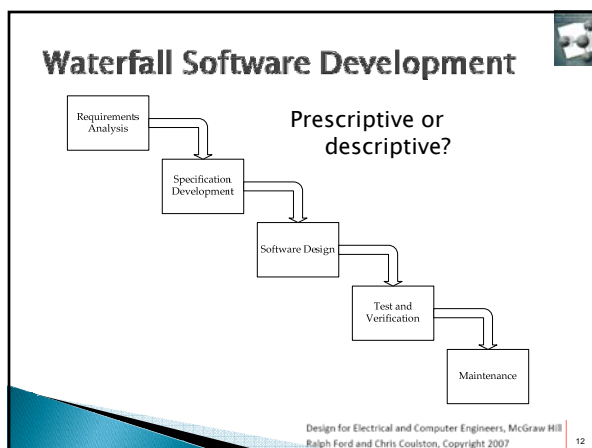 Waterfall Software Development
Prescriptive or
descriptive?
Requirements
Analysis
Specification
Development
Software Design
Test and
Verification
Maintenance
Design for Electrical and Computer Engineers, McGraw Hill
Ralph Ford and Chris Coulston, Copyright 2007
12